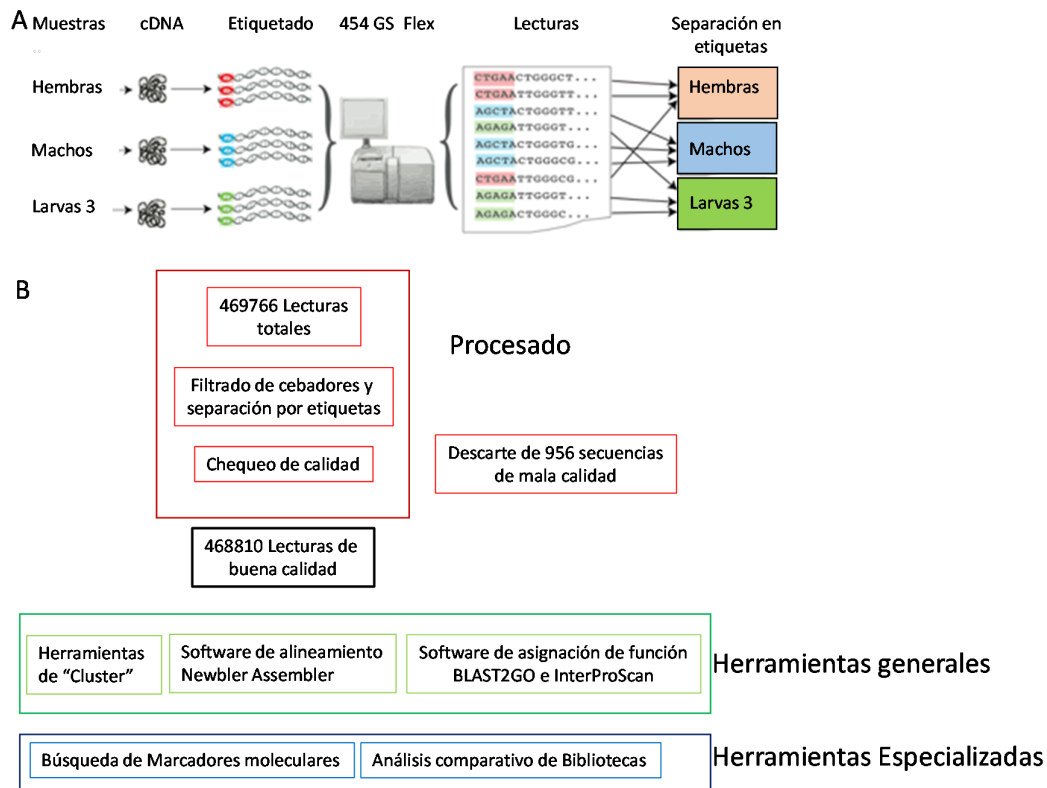 A
Muestras cDNA Etiquetado 454 GS Flex Lecturas Separación en
etiquetas
Hembras
Machos
Larvas 3
CTGAACTGGGCT...
CTGAATTGGGTT...
AGCTACTGGGTT...
AGAGATTGGGT...
AGCTACTGGGTG...
AGCTACTGGGCG...
CTGAATTGGGCG...
AGAGATTGGGT...
AGAGACTGGGC...
Hembras
Machos
Larvas 3
B
469766 Lecturas
totales
Procesado
Filtrado de cebadores y
separación por etiquetas
Chequeo de calidad
Descarte de 956 secuencias
de mala calidad
468810 Lecturas de
buena calidad
Herramientas
de “Cluster”
Software de alineamiento
Newbler Assembler
Software de asignación de función
BLAST2GO e InterProScan
Herramientas generales
Búsqueda de Marcadores moleculares
Análisis comparativo de Bibliotecas
Herramientas Especializadas